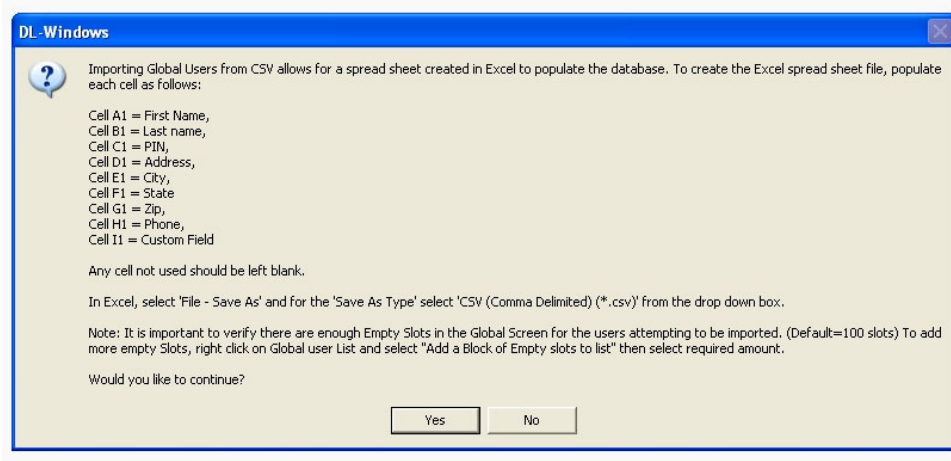 DL-Windows
Importing Global Users from CSV allows for a spread sheet created in Excel to populate the database. To create the Excel spread sheet file, populate
each cell as follows:
Cell A1 = First Name,
Cell B1 = Last name,
Cell C1 = PIN,
Cell D1 = Address,
Cell E1 = City,
Cell F1 = State
Cell G1 = Zip,
Cell H1 = Phone,
Cell I1 = Custom Field
Any cell not used should be left blank.
In Excel, select 'File - Save As' and for the 'Save As Type' select 'CSV (Comma Delimited) (*.csv)' from the drop down box.
Note: It is important to verify there are enough Empty Slots in the Global Screen for the users attempting to be imported. (Default=100 slots) To add
more empty Slots, right click on Global user List and select "Add a Block of Empty slots to list" then select required amount.
Would you like to continue?
Yes No